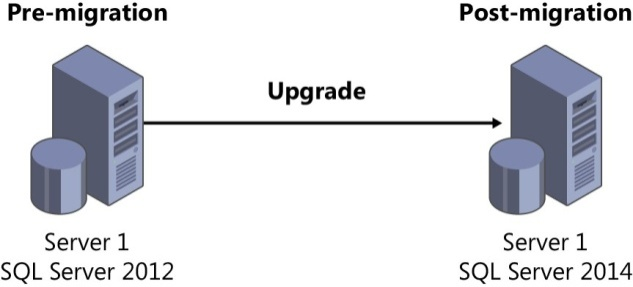 Pre-migration
Post-migration
Upgrade
Server 1
SQL Server 2012
Server 1
SQL Server 2014